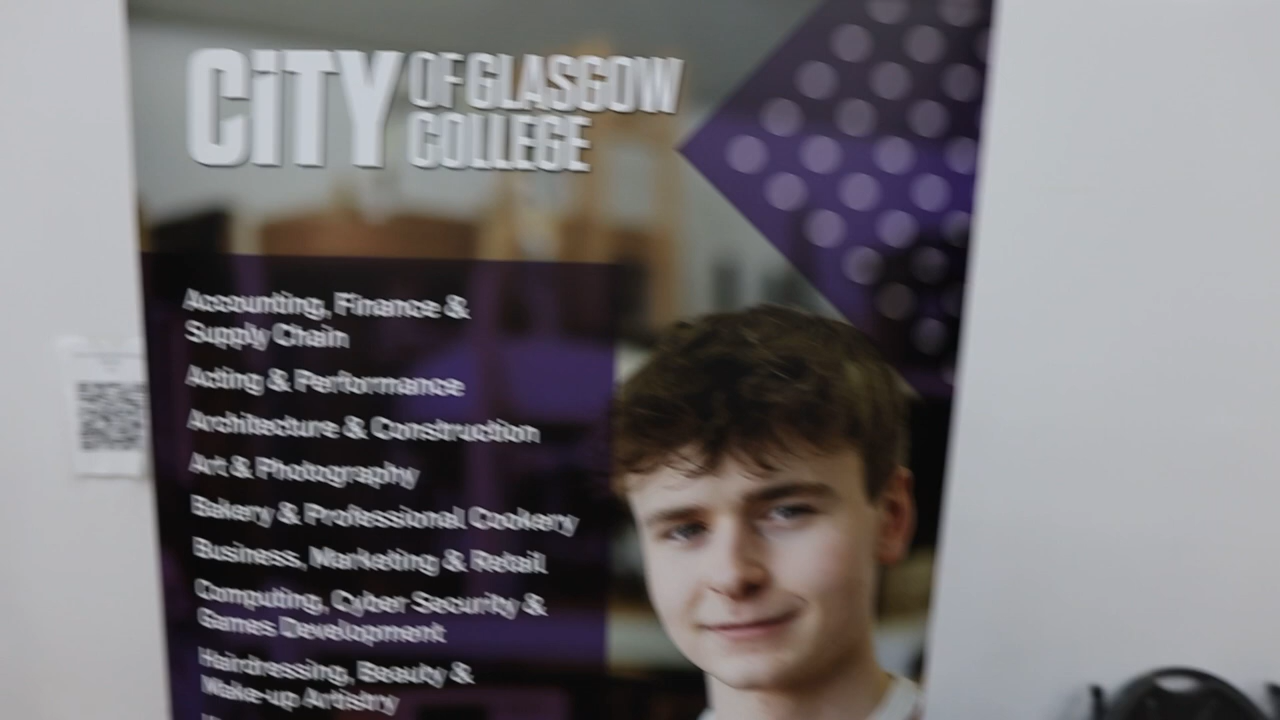 CiTY OF GLASGOW
COLLEGE
Accounting, Finance &
Supply Chain
Acting & Performance
Architecture & Construction
Art & Photography
Bakery & Professional Cookery
Business, Marketing & Retail
Computing, Cyber Security &
Games Development
Hairdressing, Beauty &
Make-up Artistry